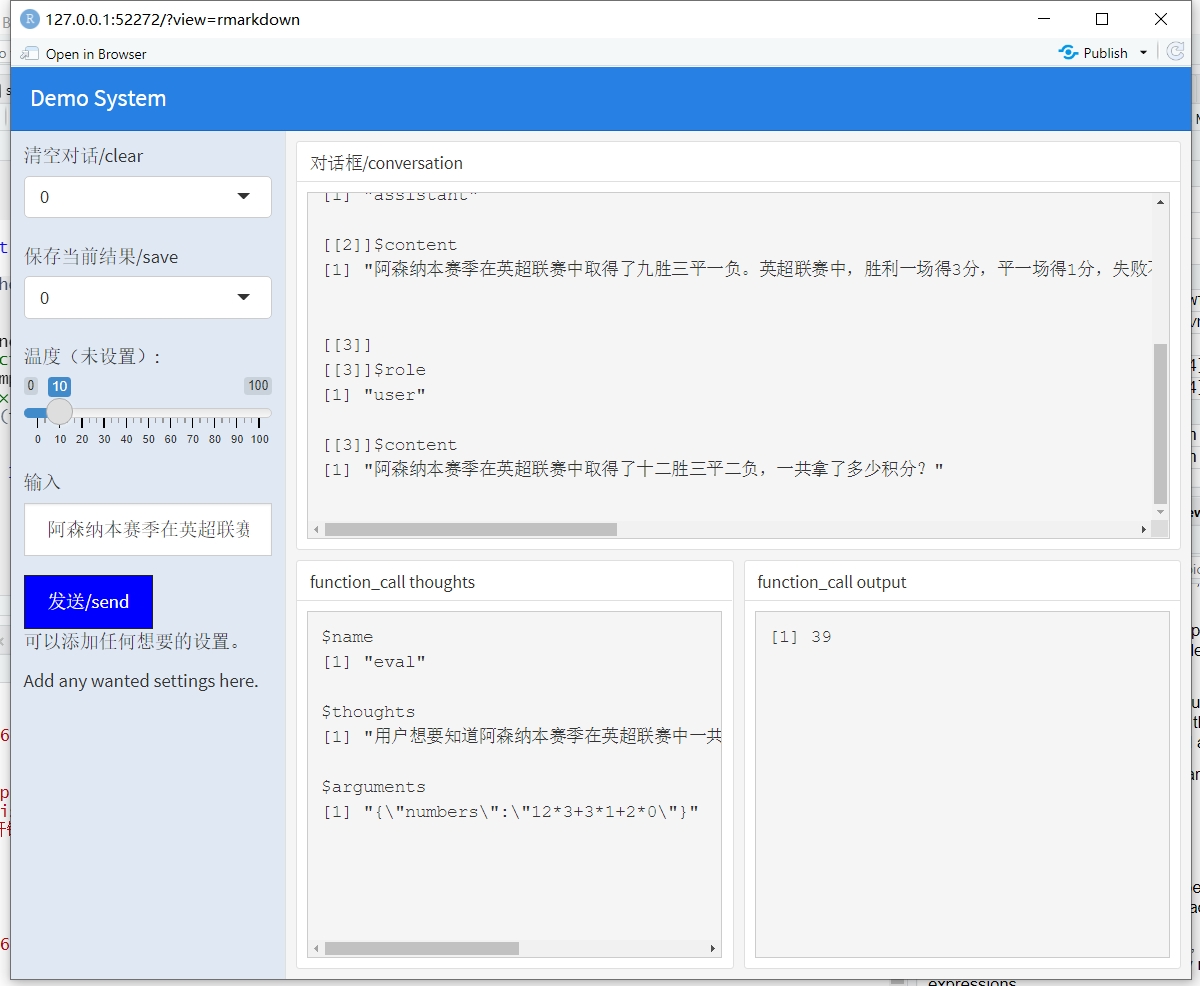 127.0.0.1:52272/?view=rmarkdown
Open in Browser
Publish
Demo System
清空对话/clear
0
保存当前结果/save
0
温度（未设置）:
0 10 100
0 10 20 30 40 50 60 70 80 90 100
输入
阿森纳本赛季在英超联赛
发送/send
可以添加任何想要的设置。
Add any wanted settings here.
对话框/conversation
[1] "assistant"
[[2]]$content
[1] "阿森纳本赛季在英超联赛中取得了九胜三平一负。英超联赛中，胜利一场得3分，平一场得1分，失败不
[[3]]
[[3]]$role
[1] "user"
[[3]]$content
[1] "阿森纳本赛季在英超联赛中取得了十二胜三平二负，一共拿了多少积分？"
function_call thoughts
$name
[1] "eval"
$thoughts
[1] "用户想要知道阿森纳本赛季在英超联赛中一共
$arguments
[1] "{\"numbers\":\"12*3+3*1+2*0\"}"
function_call output
[1] 39
expressions